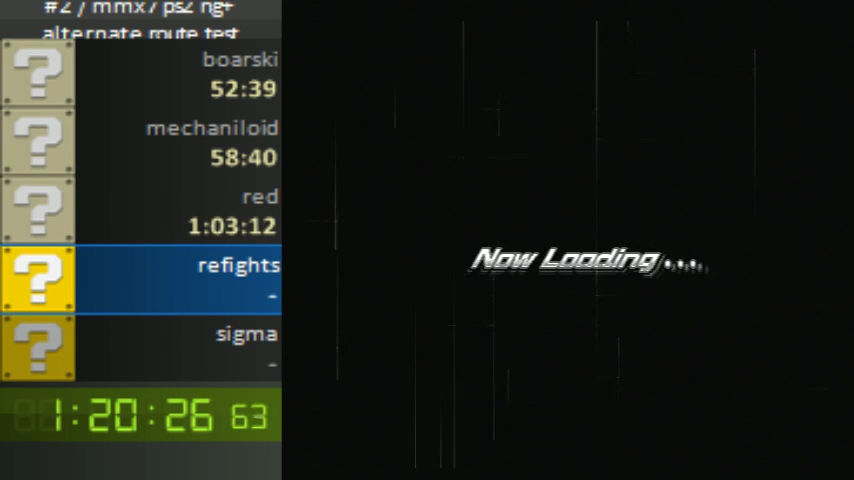 #2 / mmx7 ps2 ng+
alternate route test
boarski
52:39
mechaniloid
58:40
red
1:03:12
refights
-
sigma
-
1:20:26 63
Now Loading....